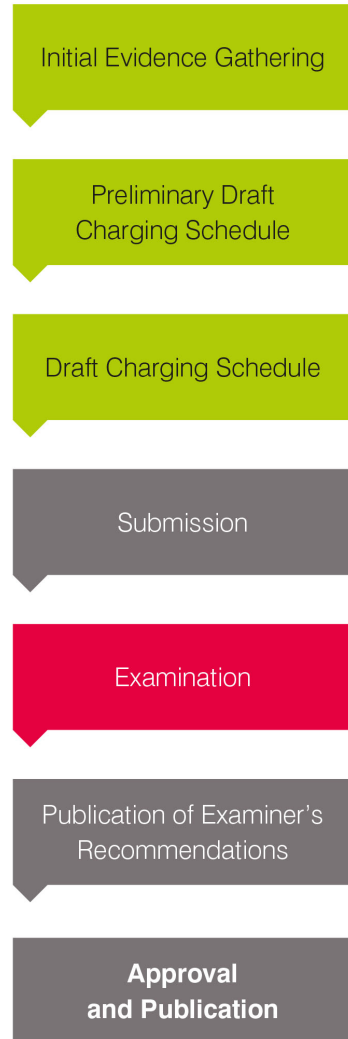 Initial Evidence Gathering
Preliminary Draft
Charging Schedule
Draft Charging Schedule
Submission
Examination
Publication of Examiner's
Recommendations
Approval
and Publication